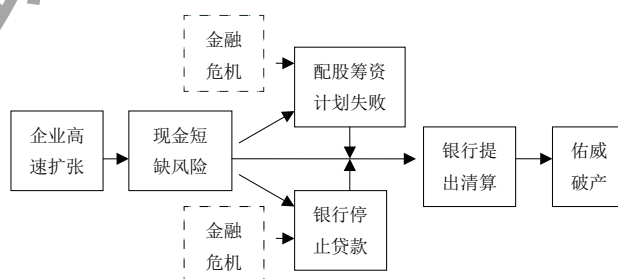 金融
危机
配股筹资
计划失败
企业高
速扩张
现金短
缺风险
银行提
出清算
佑威
破产
银行停
止贷款
金融
危机